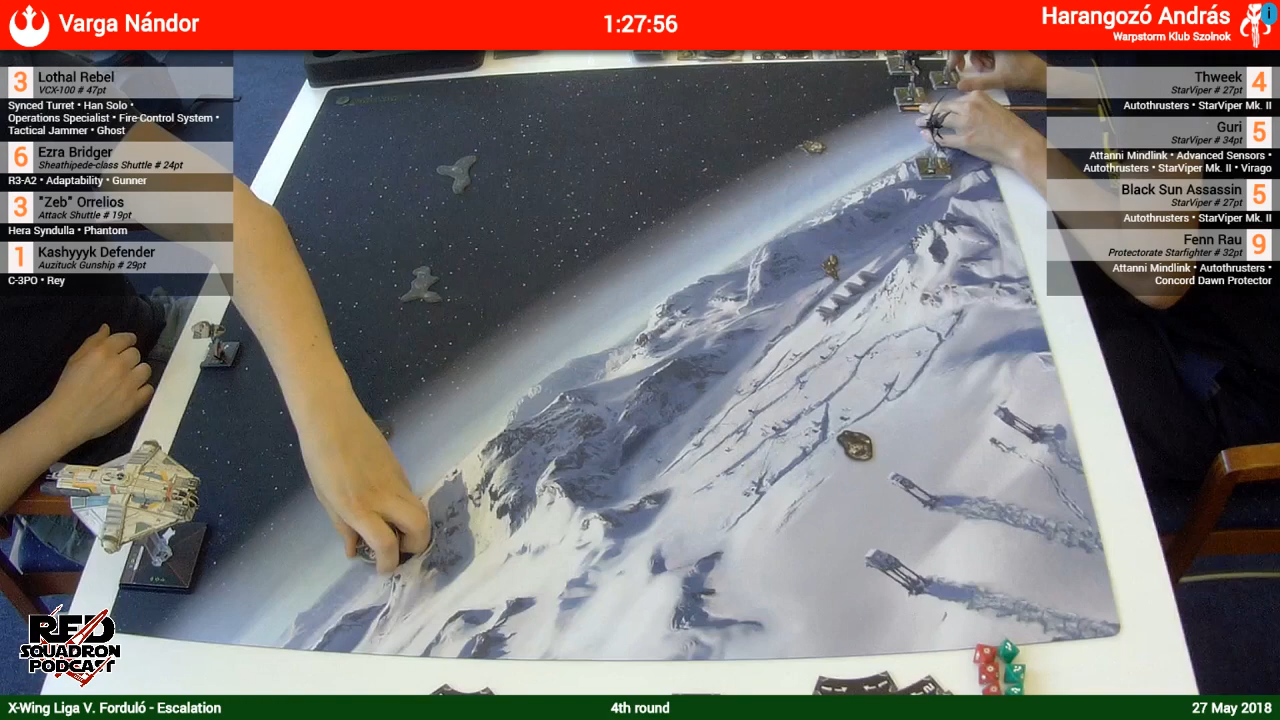 Varga Nándor
1:27:56
Harangozó András
Warpstorm Klub Szolnok
i
3 Lothal Rebel
VCX-100 # 47pt
Synced Turret • Han Solo •
Operations Specialist • Fire-Control System •
Tactical Jammer • Ghost
6 Ezra Bridger
Sheathipede-class Shuttle # 24pt
R3-A2 • Adaptability • Gunner
3 "Zeb" Orrelios
Attack Shuttle # 19pt
Hera Syndulla • Phantom
1 Kashyyyk Defender
Auzituck Gunship # 29pt
C-3PO • Rey
Thweek 4
StarViper # 27pt
Autothrusters • StarViper Mk. II
Guri 5
StarViper # 34pt
Attanni Mindlink • Advanced Sensors •
Autothrusters • StarViper Mk. II • Virago
Black Sun Assassin 5
StarViper # 27pt
Autothrusters • StarViper Mk. II
Fenn Rau 9
Protectorate Starfighter # 32pt
Attanni Mindlink • Autothrusters •
Concord Dawn Protector
RED
SQUADRON
PODCAST
X-Wing Liga V. Forduló - Escalation
4th round
27 May 2018